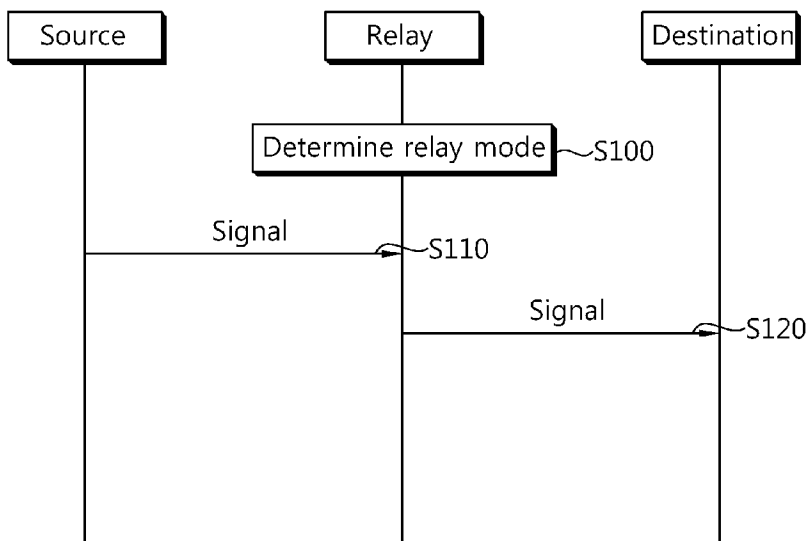 Source
Relay
Destination
Determine relay mode
S100
Signal
S110
Signal
S120